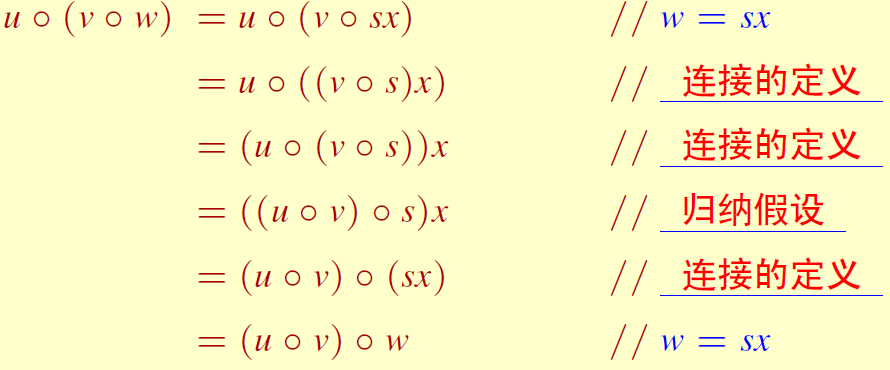 u ∘ (v ∘ w) = u ∘ (v ∘ sx) // w = sx
= u ∘ ((v ∘ s)x) // 连接的定义
= (u ∘ (v ∘ s))x // 连接的定义
= ((u ∘ v) ∘ s)x // 归纳假设
= (u ∘ v) ∘ (sx) // 连接的定义
= (u ∘ v) ∘ w // w = sx